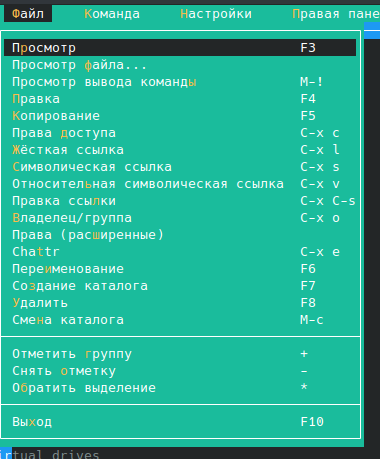 Файл Команда Настройки Правая пане
Просмотр F3
Просмотр файла...
Просмотр вывода команды M-!
Правка F4
Копирование F5
Права доступа C-x c
Жёсткая ссылка C-x l
Символическая ссылка C-x s
Относительная символическая ссылка C-x v
Правка ссылки C-x C-s
Владелец/группа C-x o
Права (расширенные)
Chattr C-x e
Переименование F6
Создание каталога F7
Удалить F8
Смена каталога M-c
Отметить группу +
Снять отметку -
Обратить выделение *
Выход F10
irtual drives